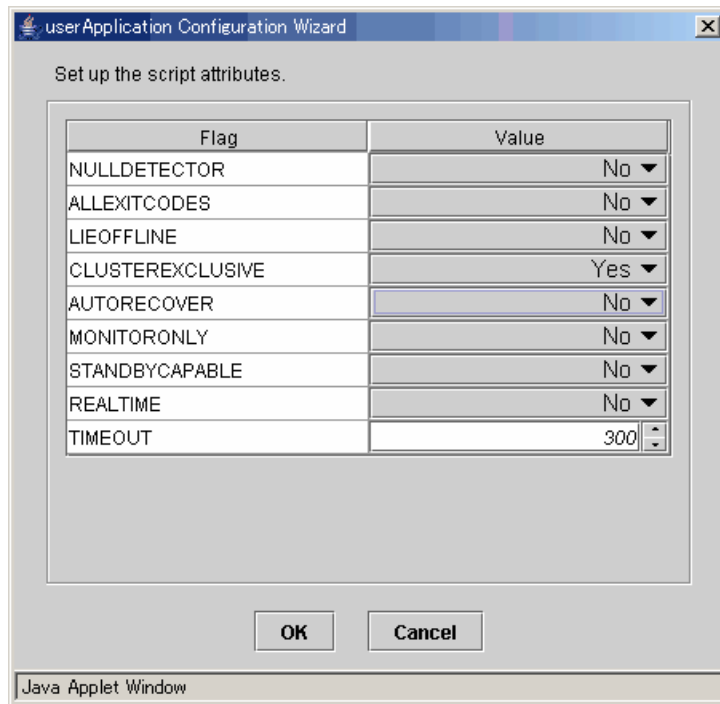 userApplication Configuration Wizard
Set up the script attributes.
Flag Value
NULLDETECTOR No
ALLEXITCODES No
LIEOFFLINE No
CLUSTEREXCLUSIVE Yes
AUTORECOVER No
MONITORONLY No
STANDBYCAPABLE No
REALTIME No
TIMEOUT 300
OK Cancel
Java Applet Window